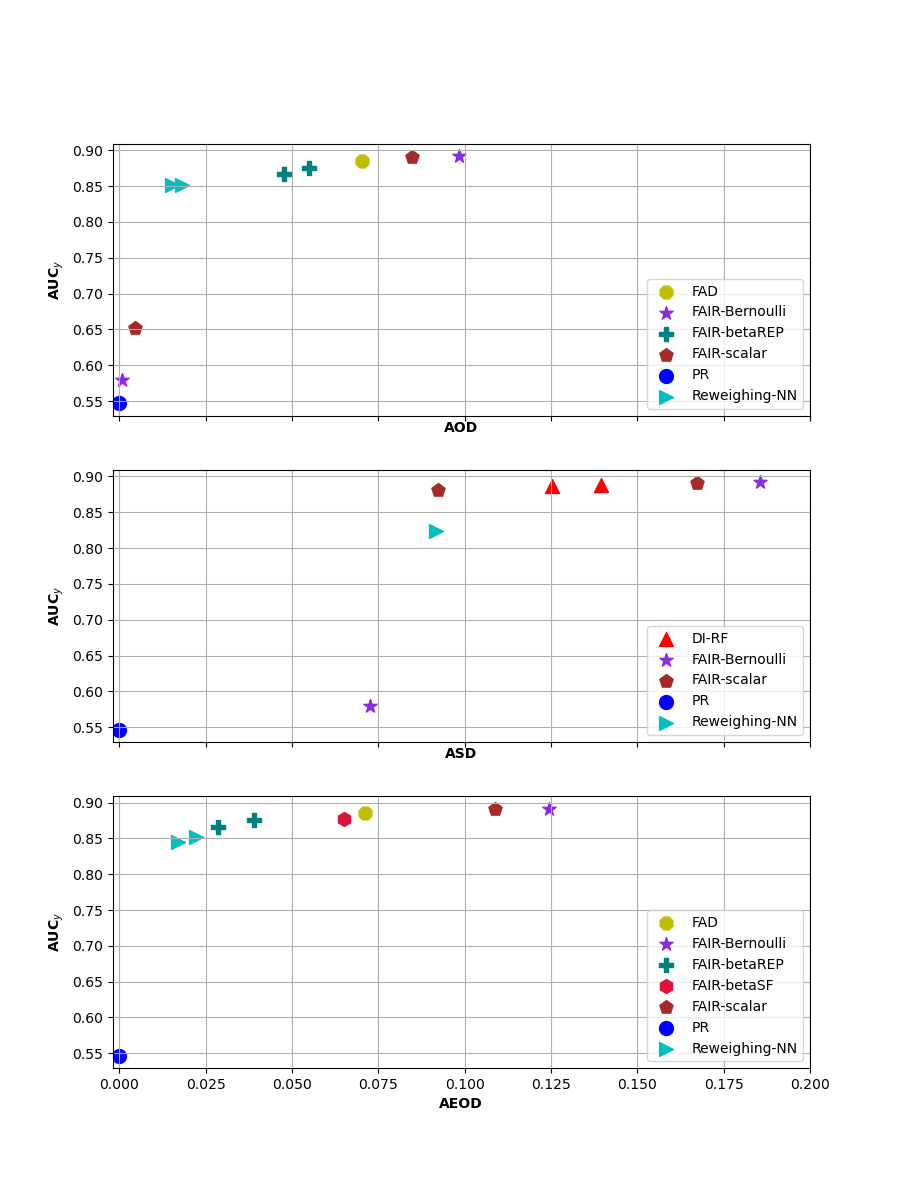 0.90
0.85
0.80
0.75
0.70
0.65
0.60
0.55
AUCy
FAD
FAIR-Bernoulli
FAIR-betaREP
FAIR-scalar
PR
Reweighing-NN
AOD
0.90
0.85
0.80
0.75
0.70
0.65
0.60
0.55
AUCy
DI-RF
FAIR-Bernoulli
FAIR-scalar
PR
Reweighing-NN
ASD
0.90
0.85
0.80
0.75
0.70
0.65
0.60
0.55
AUCy
FAD
FAIR-Bernoulli
FAIR-betaREP
FAIR-betaSF
FAIR-scalar
PR
Reweighing-NN
0.000 0.025 0.050 0.075 0.100 0.125 0.150 0.175 0.200
AEOD